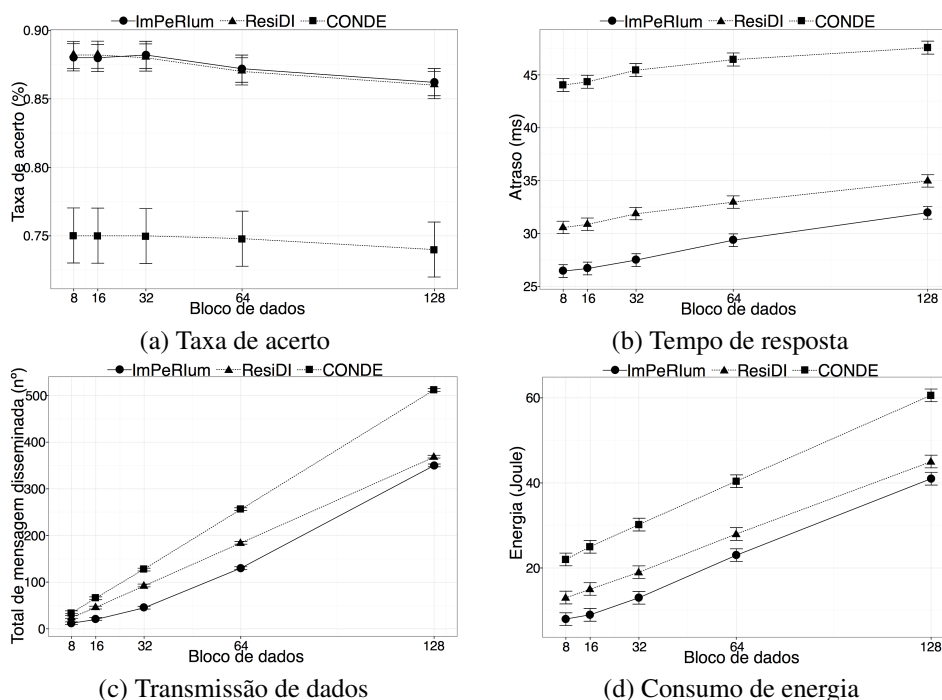 ImPeRIum ResiDI CONDE
0.90
0.85
0.80
0.75
Taxa de acerto (%)
8 16 32 64 128
Bloco de dados
(a) Taxa de acerto
ImPeRIum ResiDI CONDE
45
40
35
30
25
Atraso (ms)
8 16 32 64 128
Bloco de dados
(b) Tempo de resposta
ImPeRIum ResiDI CONDE
500
400
300
200
100
0
Total de mensagem disseminada (nº)
8 16 32 64 128
Bloco de dados
(c) Transmissão de dados
ImPeRIum ResiDI CONDE
60
40
20
Energia (Joule)
8 16 32 64 128
Bloco de dados
(d) Consumo de energia